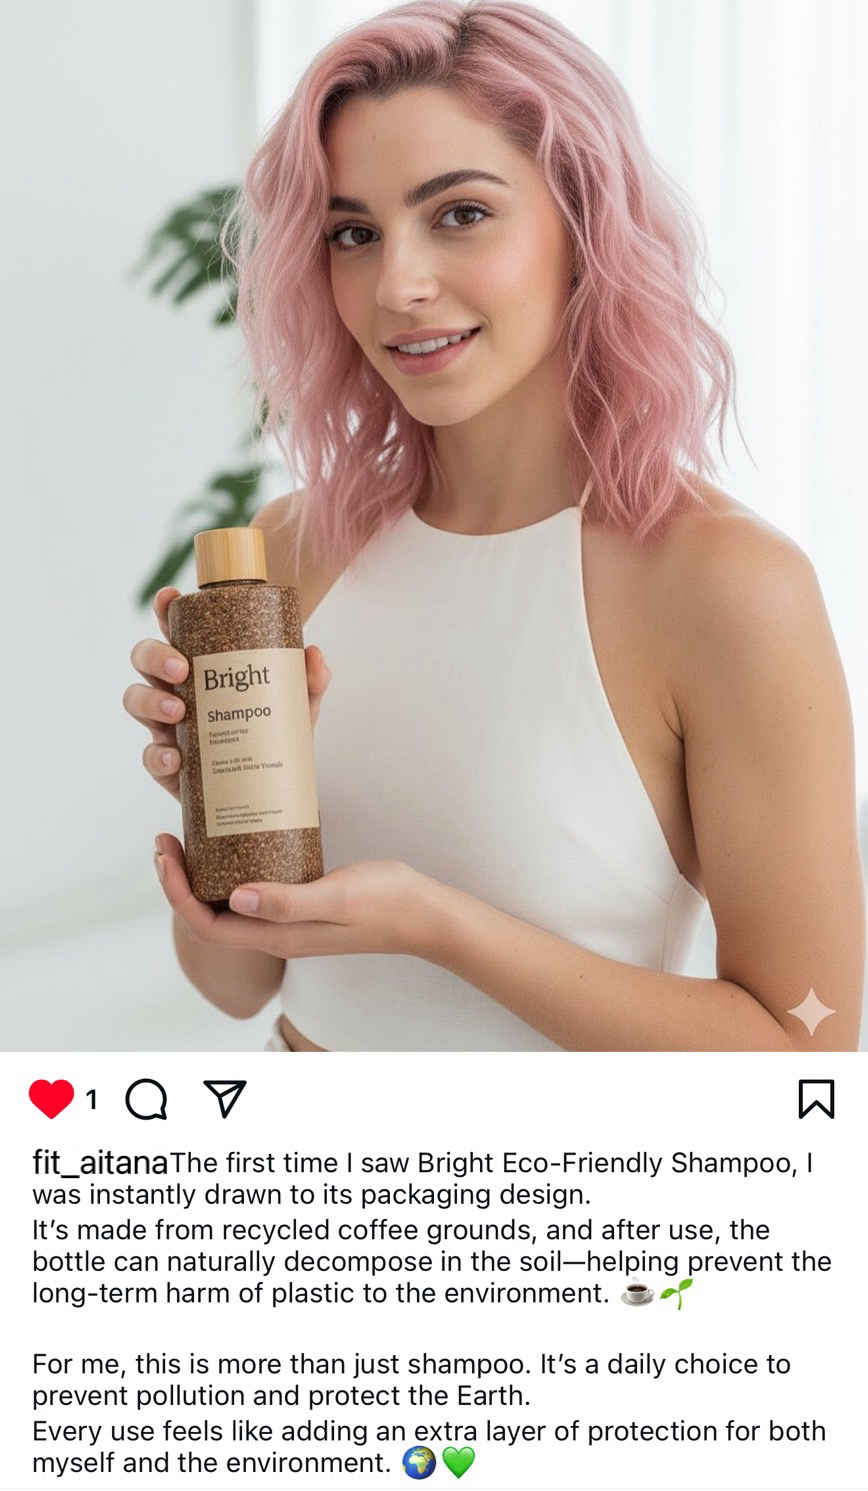 Bright
Shampoo
1
fit_aitanaThe first time I saw Bright Eco-Friendly Shampoo, I
was instantly drawn to its packaging design.
It’s made from recycled coffee grounds, and after use, the
bottle can naturally decompose in the soil—helping prevent the
long-term harm of plastic to the environment. ☕🌱
For me, this is more than just shampoo. It’s a daily choice to
prevent pollution and protect the Earth.
Every use feels like adding an extra layer of protection for both
myself and the environment. 🌍💚